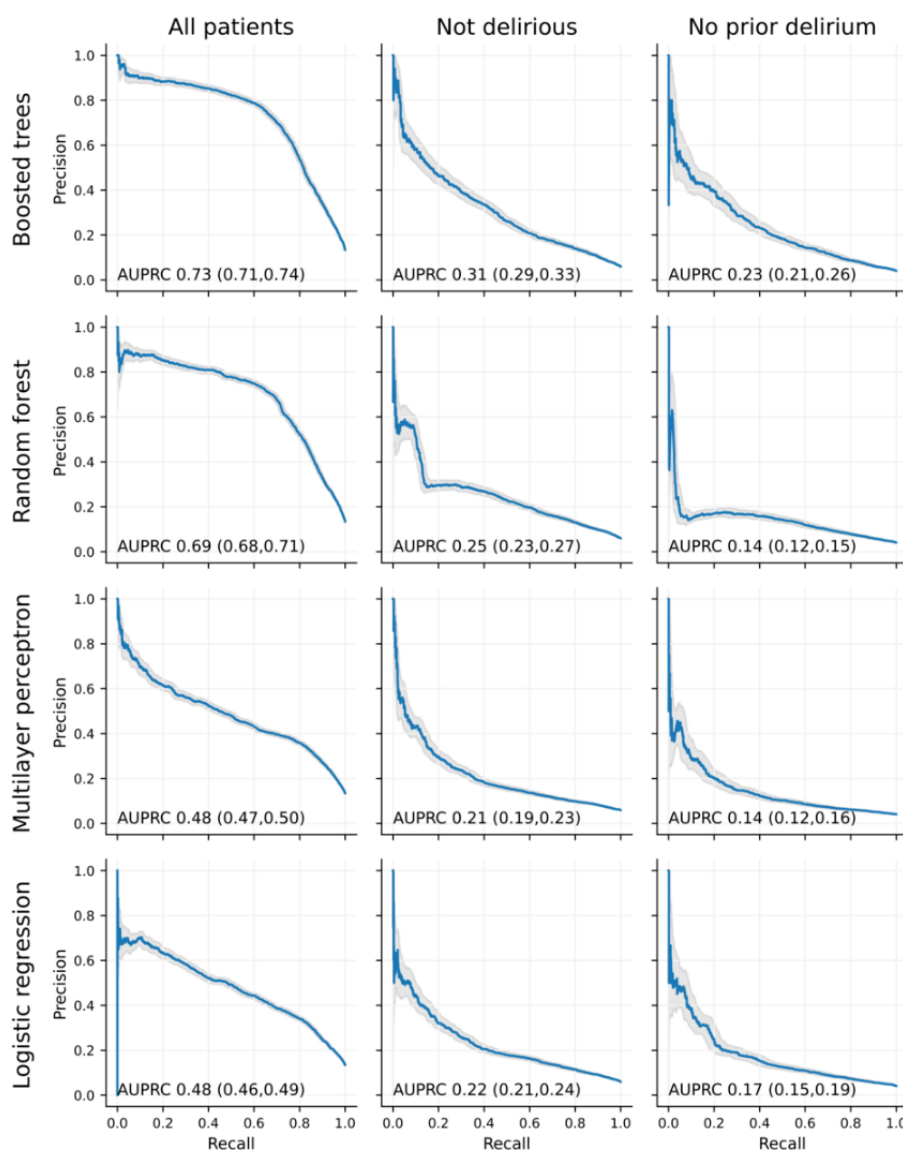 All patients Not delirious No prior delirium
Boosted trees
Precision
1.0
0.8
0.6
0.4
0.2
0.0
AUPRC 0.73 (0.71,0.74)
AUPRC 0.31 (0.29,0.33)
AUPRC 0.23 (0.21,0.26)
Random forest
Precision
1.0
0.8
0.6
0.4
0.2
0.0
AUPRC 0.69 (0.68,0.71)
AUPRC 0.25 (0.23,0.27)
AUPRC 0.14 (0.12,0.15)
Multilayer perceptron
Precision
1.0
0.8
0.6
0.4
0.2
0.0
AUPRC 0.48 (0.47,0.50)
AUPRC 0.21 (0.19,0.23)
AUPRC 0.14 (0.12,0.16)
Logistic regression
Precision
1.0
0.8
0.6
0.4
0.2
0.0
AUPRC 0.48 (0.46,0.49)
AUPRC 0.22 (0.21,0.24)
AUPRC 0.17 (0.15,0.19)
0.0 0.2 0.4 0.6 0.8 1.0
0.0 0.2 0.4 0.6 0.8 1.0
0.0 0.2 0.4 0.6 0.8 1.0
Recall Recall Recall